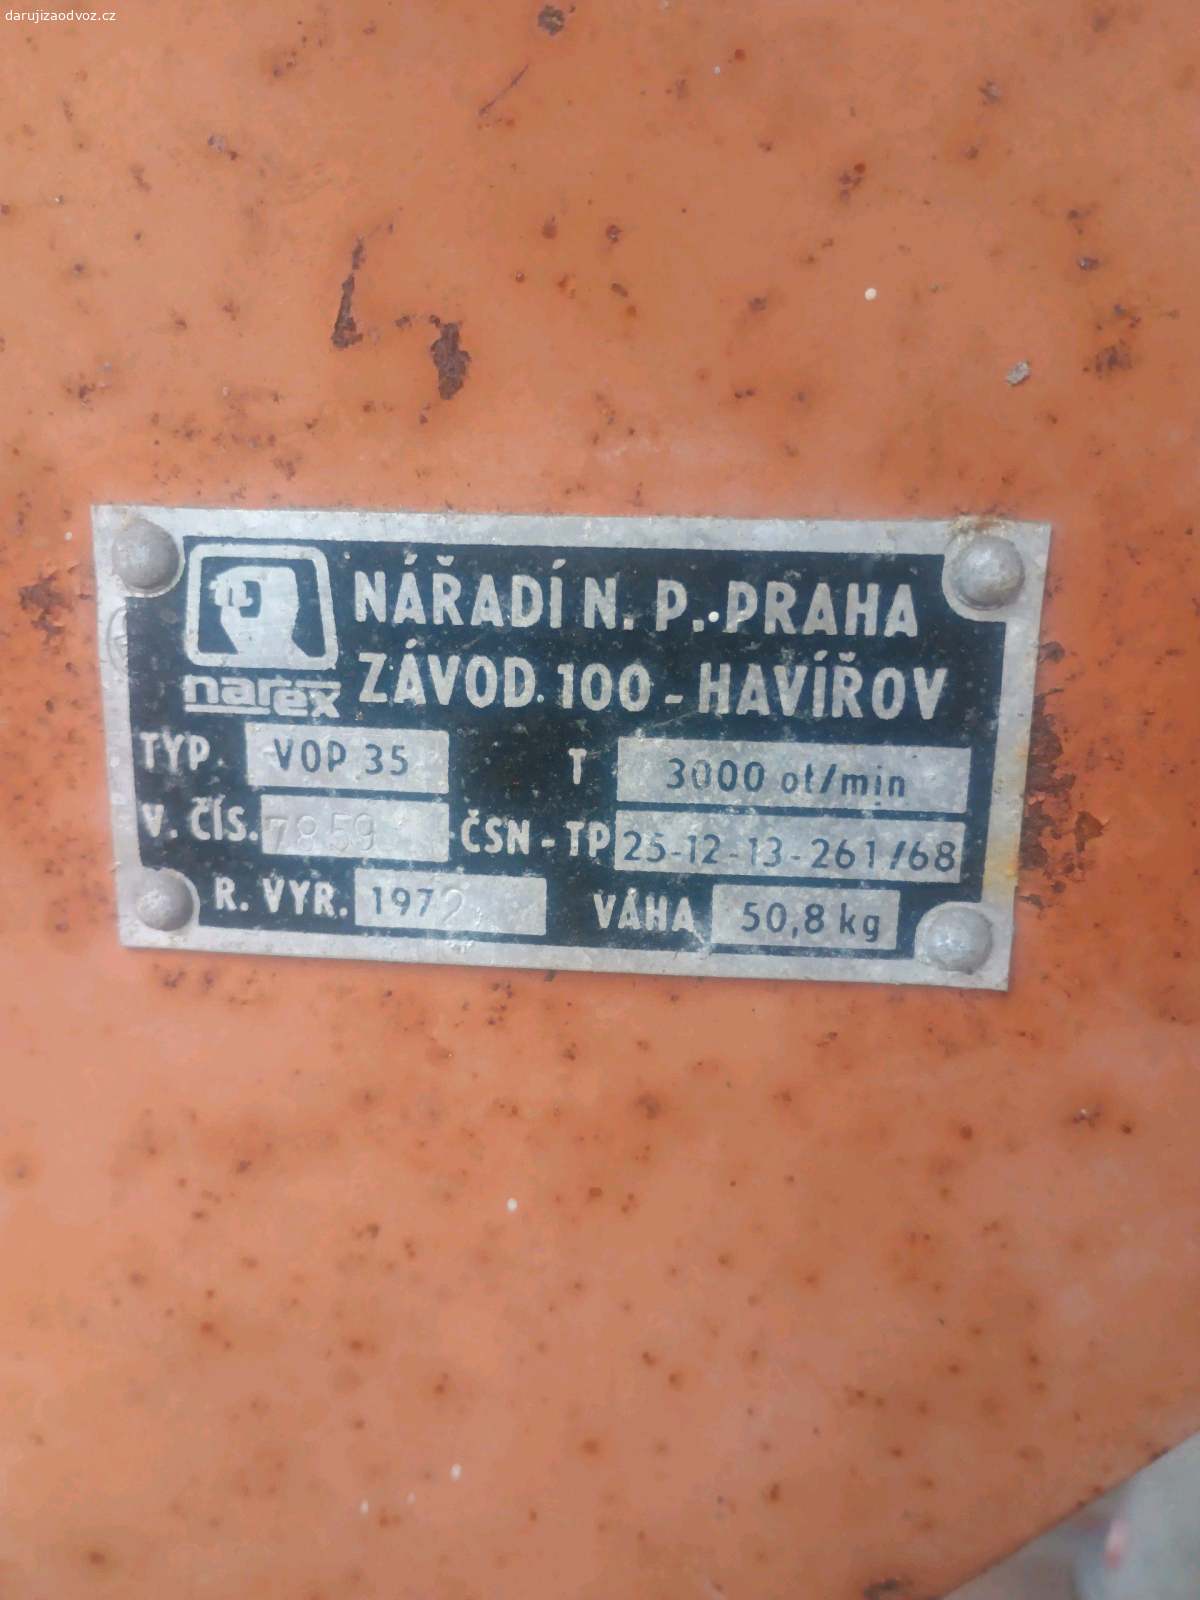 darujizaodvoz.cz
NÁŘADÍ N. P. PRAHA
narex ZÁVOD. 100 - HAVÍŘOV
TYP. VOP 35 T 3000 ot/min
V. ČÍS. 7859 ČSN - TP 25-12-13-261/68
R. VYR. 1972 VÁHA 50,8 kg